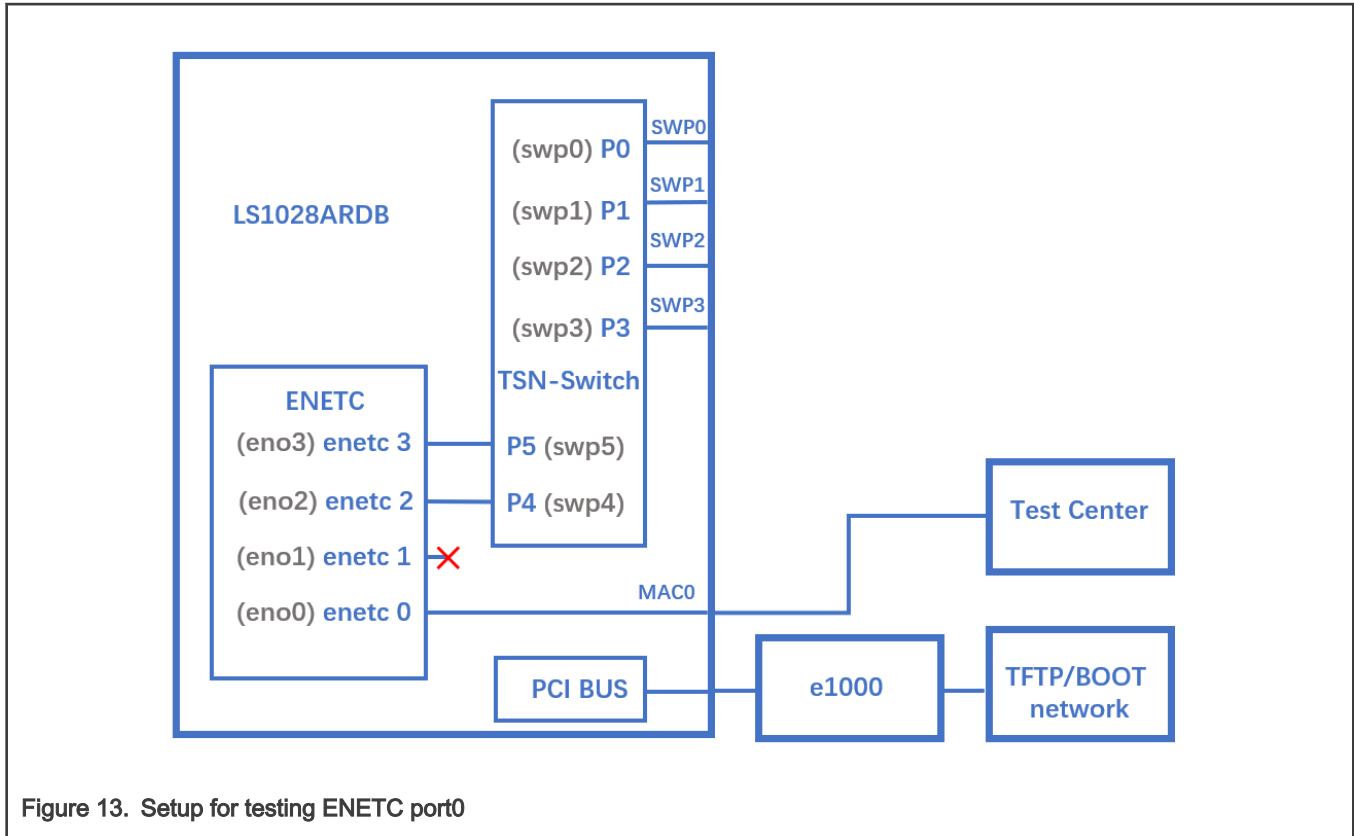 SWP0
(swp0) P0
SWP1
(swp1) P1
LS1028ARDB
SWP2
(swp2) P2
SWP3
(swp3) P3
TSN-Switch
ENETC
(eno3) enetc 3
P5 (swp5)
(eno2) enetc 2
P4 (swp4)
Test Center
(eno1) enetc 1
MAC0
(eno0) enetc 0
PCI BUS
e1000
TFTP/BOOT
network
Figure 13. Setup for testing ENETC port0